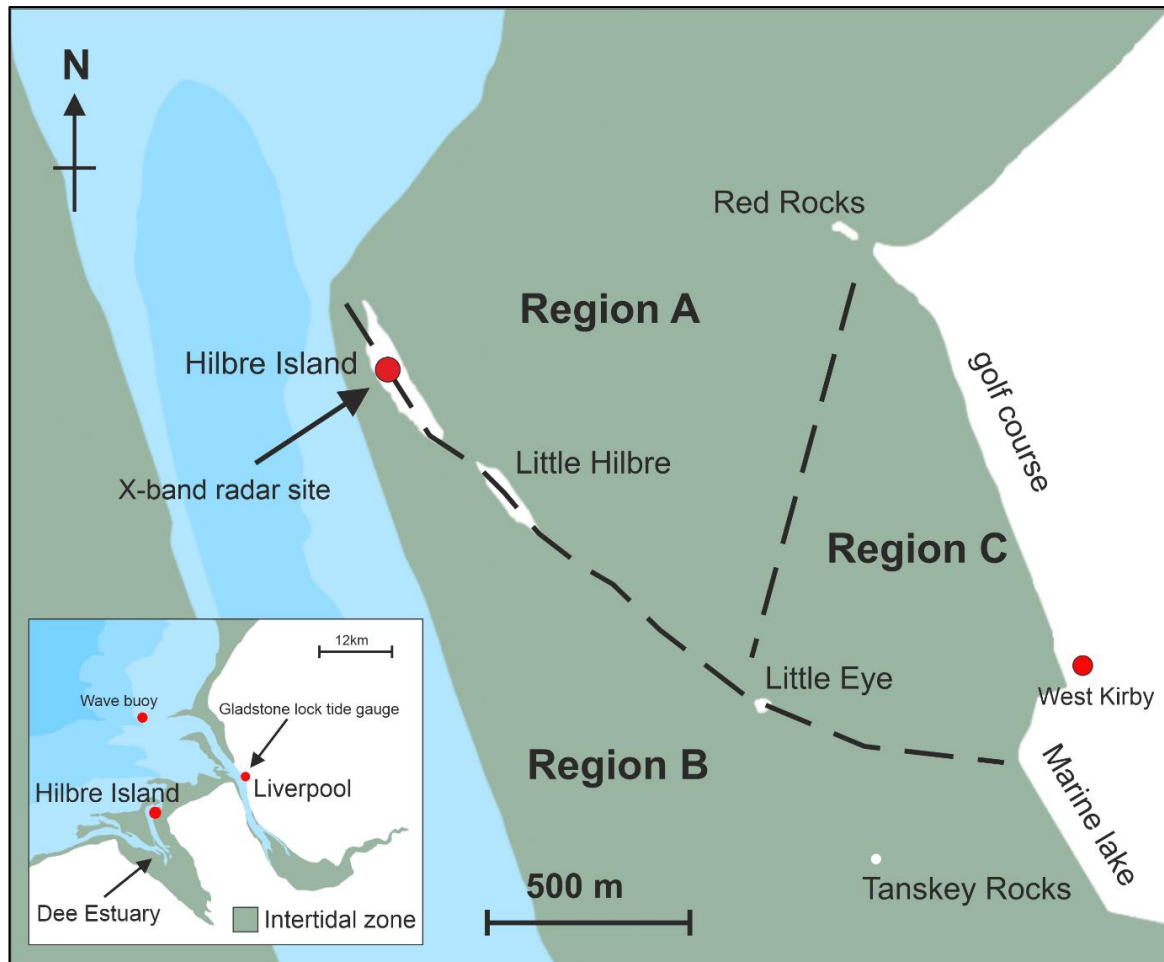 N
Red Rocks
Region A
Hilbre Island
golf course
Little Hilbre
X-band radar site
Region C
Little Eye
West Kirby
Region B
Marine lake
500 m
Tanskey Rocks
12km
Wave buoy
Gladstone lock tide gauge
Hilbre Island
Liverpool
Dee Estuary
Intertidal zone